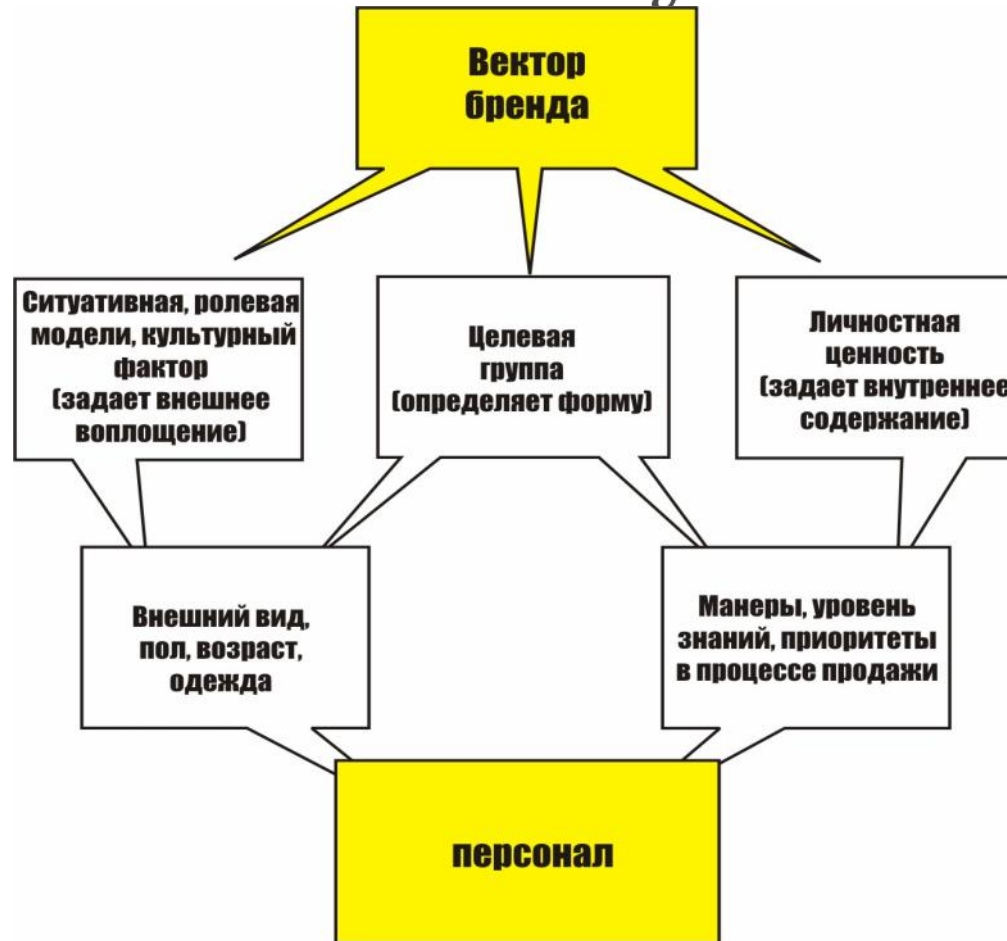 Вектор
бренда
Ситуативная, ролевая
модели, культурный
фактор
(задает внешнее
воплощение)
Целевая
группа
(определяет форму)
Личностная
ценность
(задает внутреннее
содержание)
Внешний вид,
пол, возраст,
одежда
Манеры, уровень
знаний, приоритеты
в процессе продажи
персонал